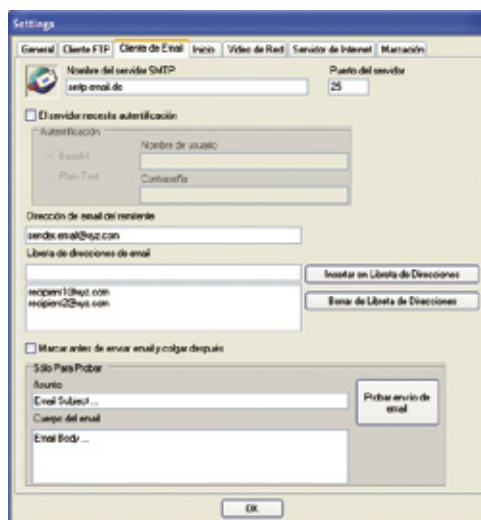 Settings
General Cliente FTP Cliente de Email Inicio Video de Red Servidor de Internet Marcación
Nombre del servidor SMTP Puerto del servidor
smtp.email.de 25
El servidor necesita autentificación
Autentificación
Nombre de usuario
Base64
Plain Text Contraseña
Dirección de email del remitente
sender.email@xyz.com
Libreta de direcciones de email
Insertar en Libreta de Direcciones
recipient1@xyz.com
recipient2@xyz.com
Borrar de Libreta de Direcciones
Marcar antes de enviar email y colgar después
Sólo Para Probar
Asunto
Email Subject ...
Probar envío de email
Cuerpo del email
Email Body ...
OK